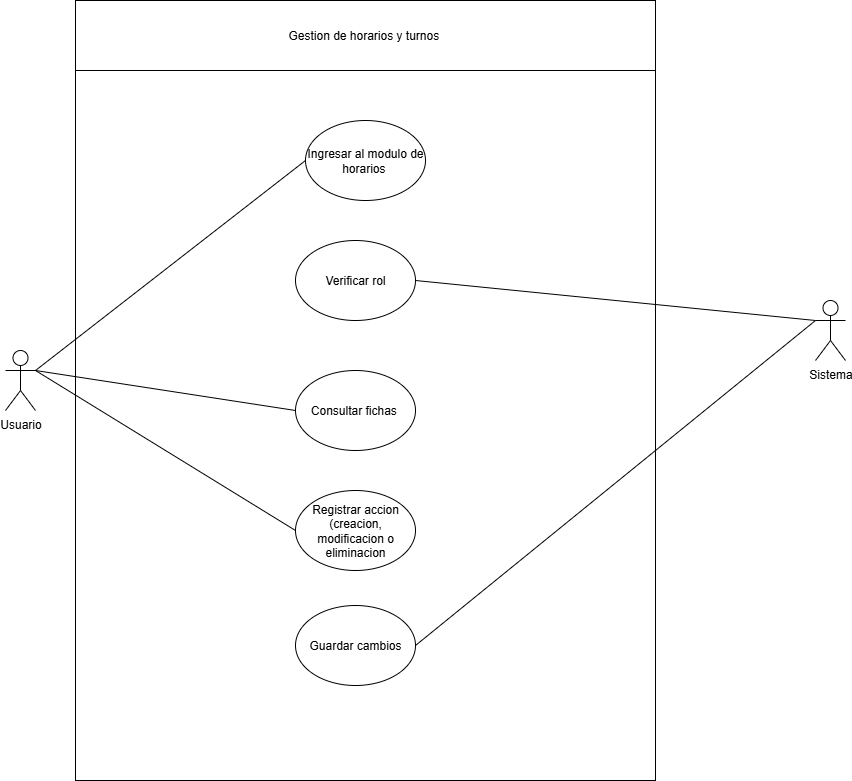 Gestion de horarios y turnos
Ingresar al modulo de
horarios
Verificar rol
Sistema
Consultar fichas
Usuario
Registrar accion
(creacion,
modificacion o
eliminacion
Guardar cambios